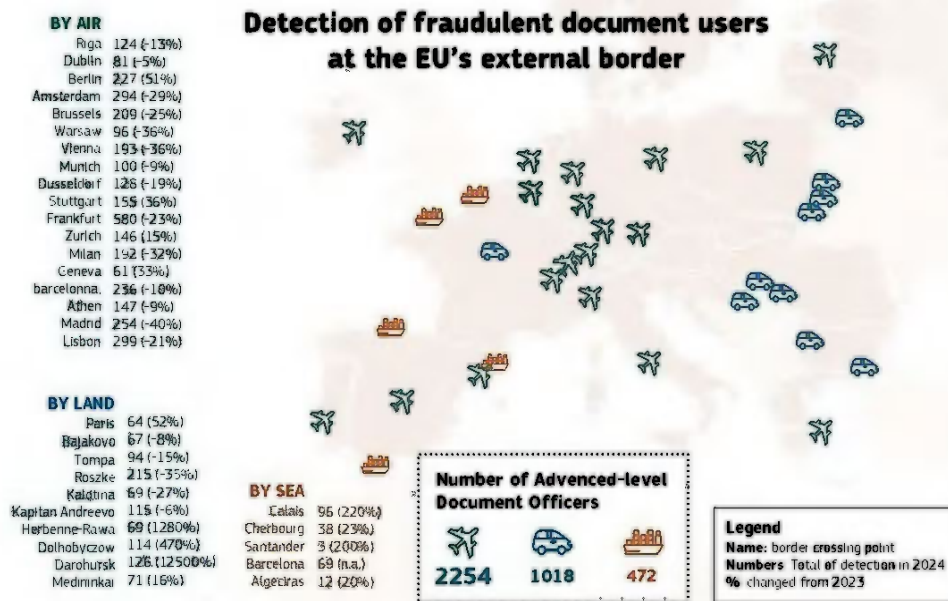 Detection of fraudulent document users
at the EU's external border
BY AIR
Riga 124 (-13%)
Dublin 81 (-5%)
Berlin 227 (51%)
Amsterdam 294 (-29%)
Brussels 209 (-25%)
Warsaw 96 (-36%)
Vienna 193 (-36%)
Munich 100 (-9%)
Dusseldorf 128 (-19%)
Stuttgart 155 (36%)
Frankfurt 580 (-23%)
Zurich 146 (15%)
Milan 192 (-32%)
Geneva 61 (33%)
barcelonna. 236 (-10%)
Athen 147 (-9%)
Madrid 254 (-40%)
Lisbon 299 (-21%)
BY LAND
Paris 64 (52%)
Bajakovo 67 (-8%)
Tompa 94 (-15%)
Roszke 215 (-35%)
Kalotina 69 (-27%)
Kapitan Andreevo 115 (-6%)
Herbenne-Rawa 69 (1280%)
Dolhobyczow 114 (470%)
Darohusk 126 (12500%)
Medininkai 71 (16%)
BY SEA
Calais 96 (220%)
Cherbourg 38 (23%)
Santander 3 (200%)
Barcelona 69 (n.a.)
Algeciras 12 (20%)
Number of Advanced-level
Document Officers
2254 1018 472
Legend
Name: border crossing point
Numbers Total of detection in 2024
% changed from 2023